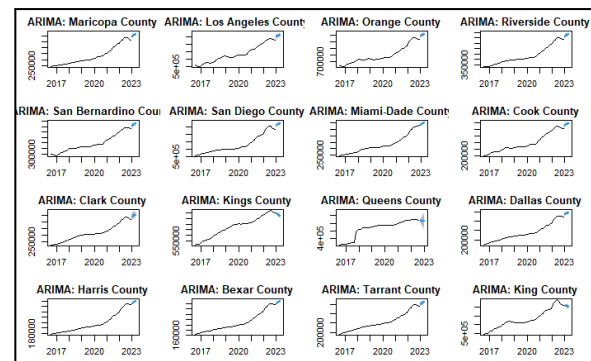 ARIMA: Maricopa County
ARIMA: Los Angeles County
ARIMA: Orange County
ARIMA: Riverside County
250000
5e+05
700000
350000
2017 2020 2023
2017 2020 2023
2017 2020 2023
2017 2020 2023
ARIMA: San Bernardino Coun
ARIMA: San Diego County
ARIMA: Miami-Dade County
ARIMA: Cook County
300000
5e+05
250000
200000
2017 2020 2023
2017 2020 2023
2017 2020 2023
2017 2020 2023
ARIMA: Clark County
ARIMA: Kings County
ARIMA: Queens County
ARIMA: Dallas County
250000
550000
4e+05
200000
2017 2020 2023
2017 2020 2023
2017 2020 2023
2017 2020 2023
ARIMA: Harris County
ARIMA: Bexar County
ARIMA: Tarrant County
ARIMA: King County
180000
160000
200000
5e+05
2017 2020 2023
2017 2020 2023
2017 2020 2023
2017 2020 2023